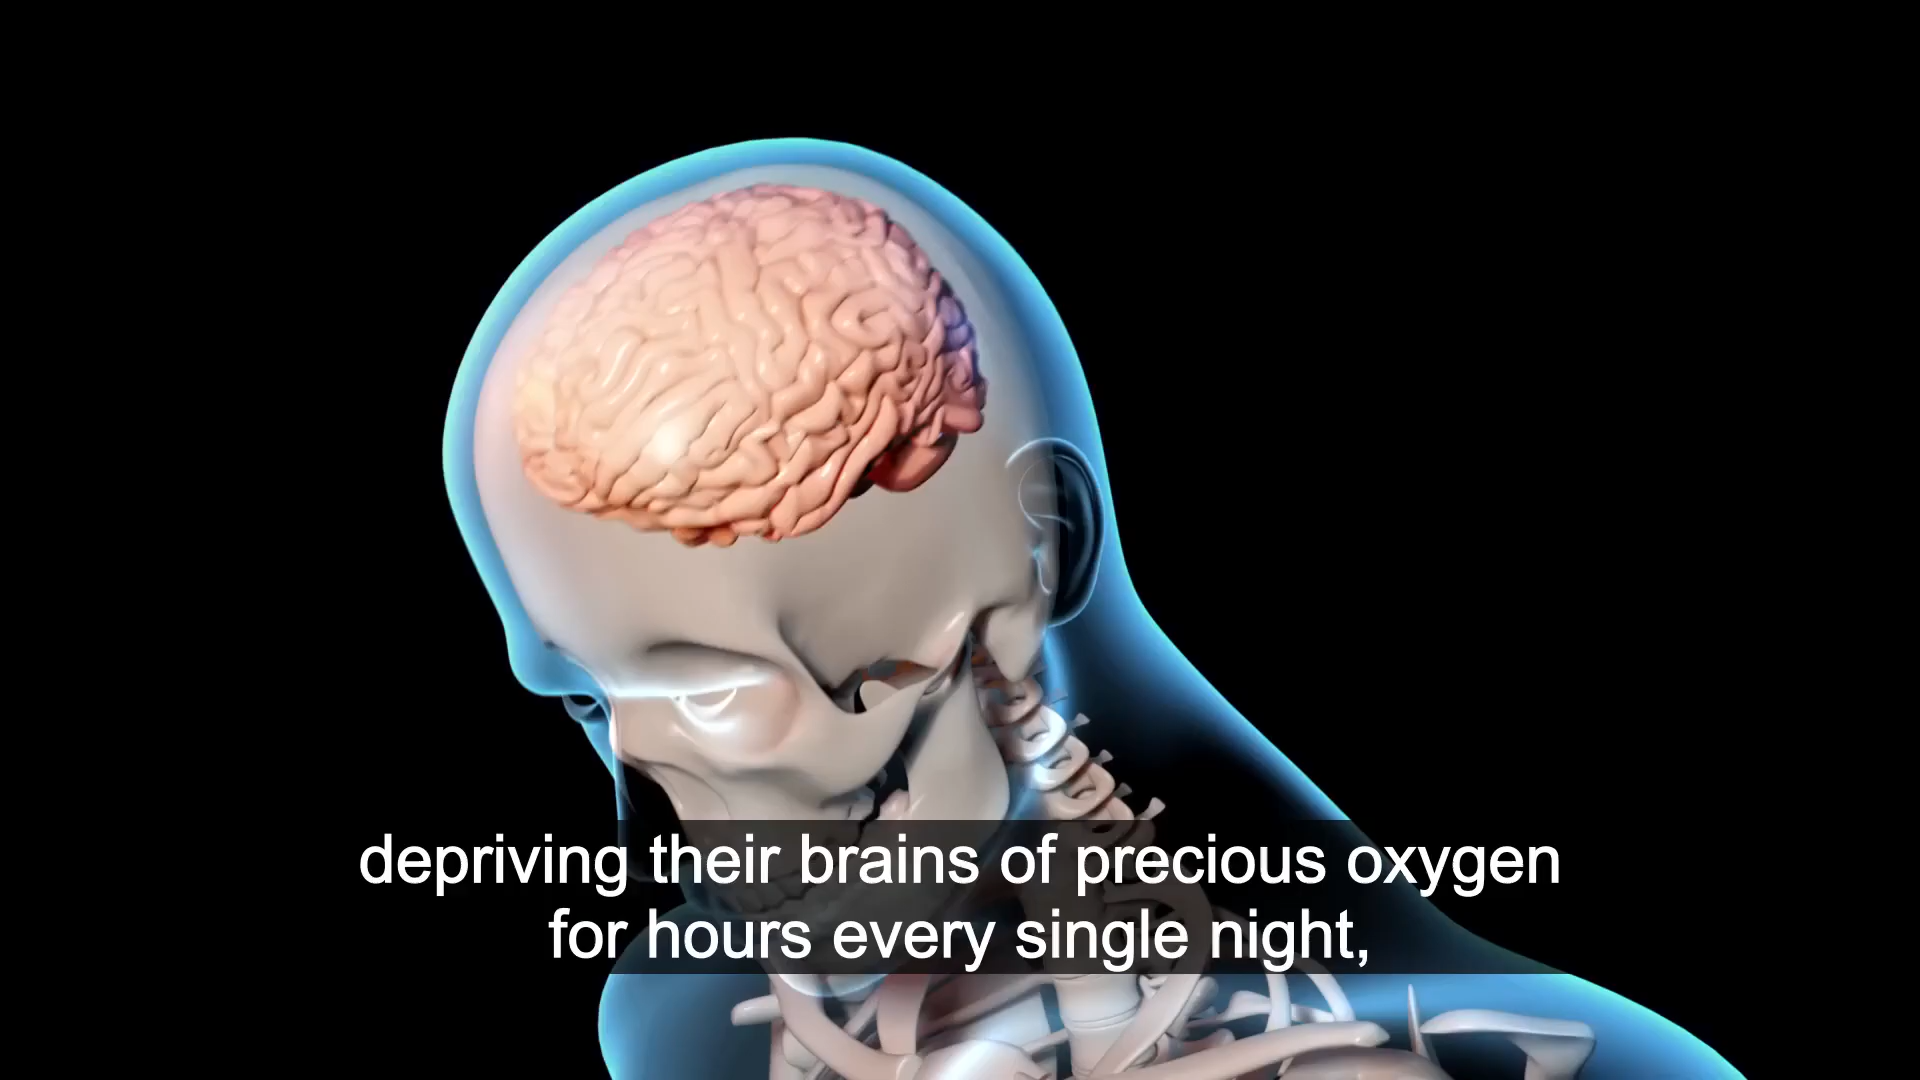 depriving their brains of precious oxygen
for hours every single night,